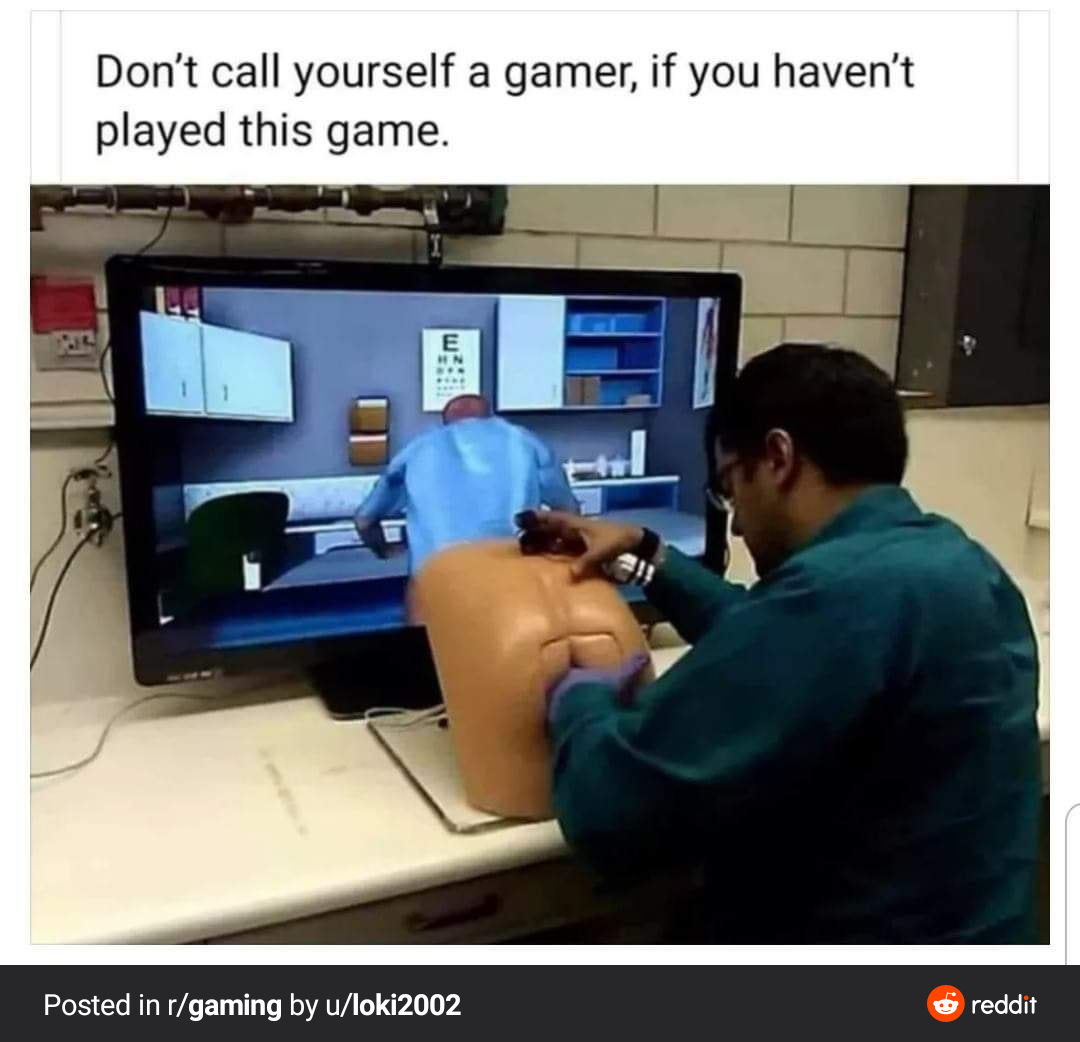 Don't call yourself a gamer, if you haven't
played this game.
E
H N
Posted in r/gaming by u/loki2002
reddit